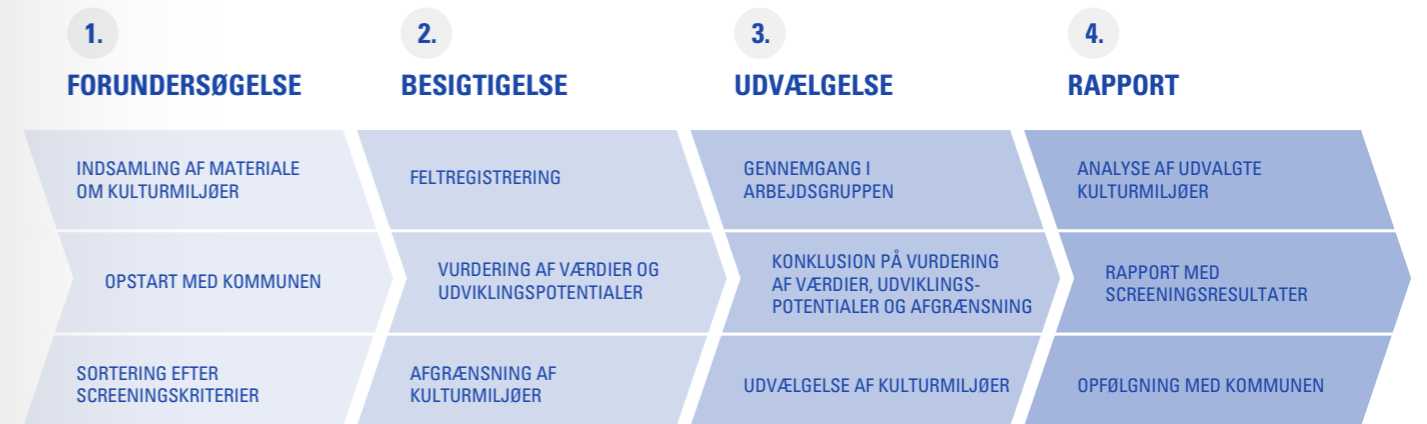 1.
FORUNDERSØGELSE
INDSAMLING AF MATERIALE
OM KULTURMILJØER
OPSTART MED KOMMUNEN
SORTERING EFTER
SCREENINGSKRITERIER
2.
BESIGTIGELSE
FELTREGISTRERING
VURDERING AF VÆRDIER OG
UDVIKLINGSPOTENTIALER
AFGRÆNSNING AF
KULTURMILJØER
3.
UDVÆLGELSE
GENNEMGANG I
ARBEJDSGRUPPEN
KONKLUSION PÅ VURDERING
AF VÆRDIER, UDVIKLINGS-
POTENTIALER OG AFGRÆNSNING
UDVÆLGELSE AF KULTURMILJØER
4.
RAPPORT
ANALYSE AF UDVALGTE
KULTURMILJØER
RAPPORT MED
SCREENINGSRESULTATER
OPFØLGNING MED KOMMUNEN